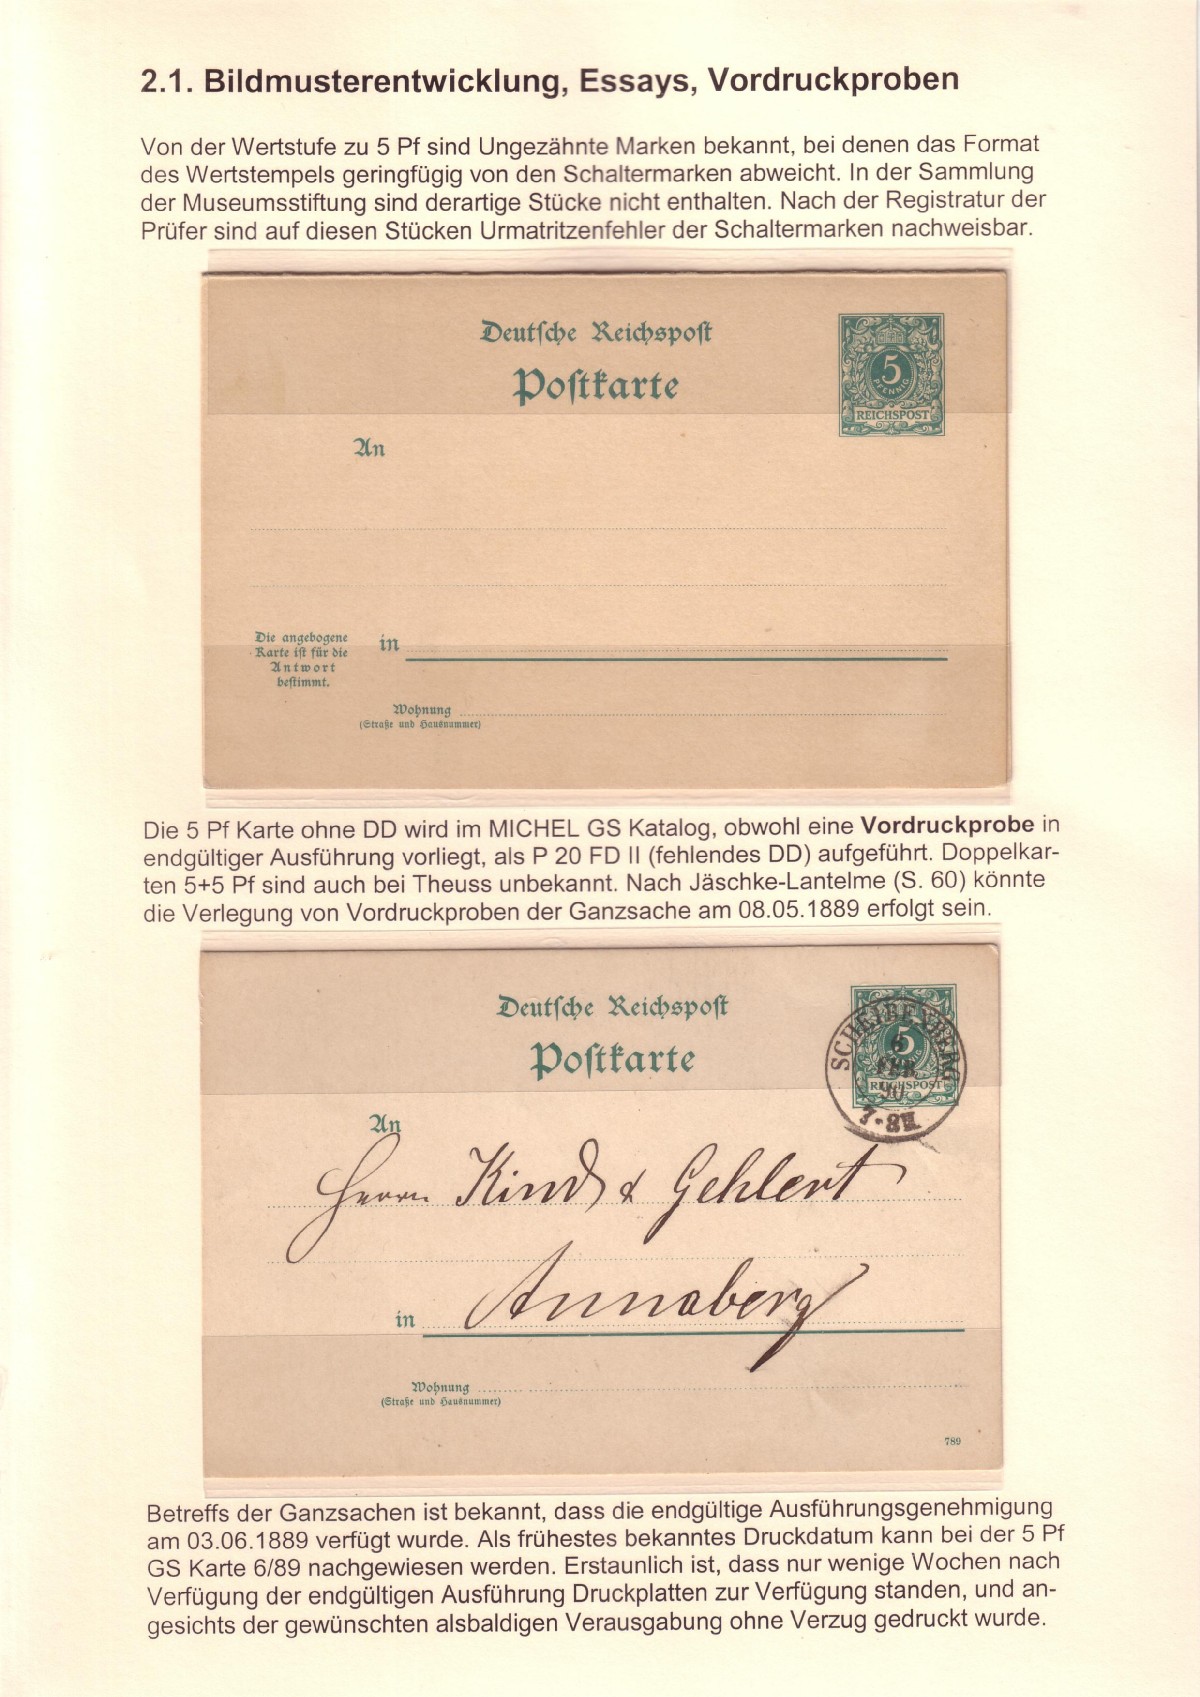 2.1. Bildmusterentwicklung, Essays, Vordruckproben
Von der Wertstufe zu 5 Pf sind Ungezähnte Marken bekannt, bei denen das Format
des Wertstempels geringfügig von den Schaltermarken abweicht. In der Sammlung
der Museumsstiftung sind derartige Stücke nicht enthalten. Nach der Registratur der
Prüfer sind auf diesen Stücken Urmatritzenfehler der Schaltermarken nachweisbar.
Deutsche Reichspost
Postkarte
5
PFENNIG
REICHSPOST
An
Die angebogene
Karte ist für die
Antwort
bestimmt.
in
Wohnung
(Straße und Hausnummer)
Die 5 Pf Karte ohne DD wird im MICHEL GS Katalog, obwohl eine Vordruckprobe in
endgültiger Ausführung vorliegt, als P 20 FD II (fehlendes DD) aufgeführt. Doppelkar-
ten 5+5 Pf sind auch bei Theuss unbekannt. Nach Jäschke-Lantelme (S. 60) könnte
die Verlegung von Vordruckproben der Ganzsache am 08.05.1889 erfolgt sein.
Deutsche Reichspost
Postkarte
5
REICHSPOST
SCHEIBENBERG
6
FEB.
90
7-8N.
An
Herrn Kind & Gehlert
Annaberg
in
Wohnung
(Straße und Hausnummer)
789
Betreffs der Ganzsachen ist bekannt, dass die endgültige Ausführungsgenehmigung
am 03.06.1889 verfügt wurde. Als frühestes bekanntes Druckdatum kann bei der 5 Pf
GS Karte 6/89 nachgewiesen werden. Erstaunlich ist, dass nur wenige Wochen nach
Verfügung der endgültigen Ausführung Druckplatten zur Verfügung standen, und an-
gesichts der gewünschten alsbaldigen Verausgabung ohne Verzug gedruckt wurde.